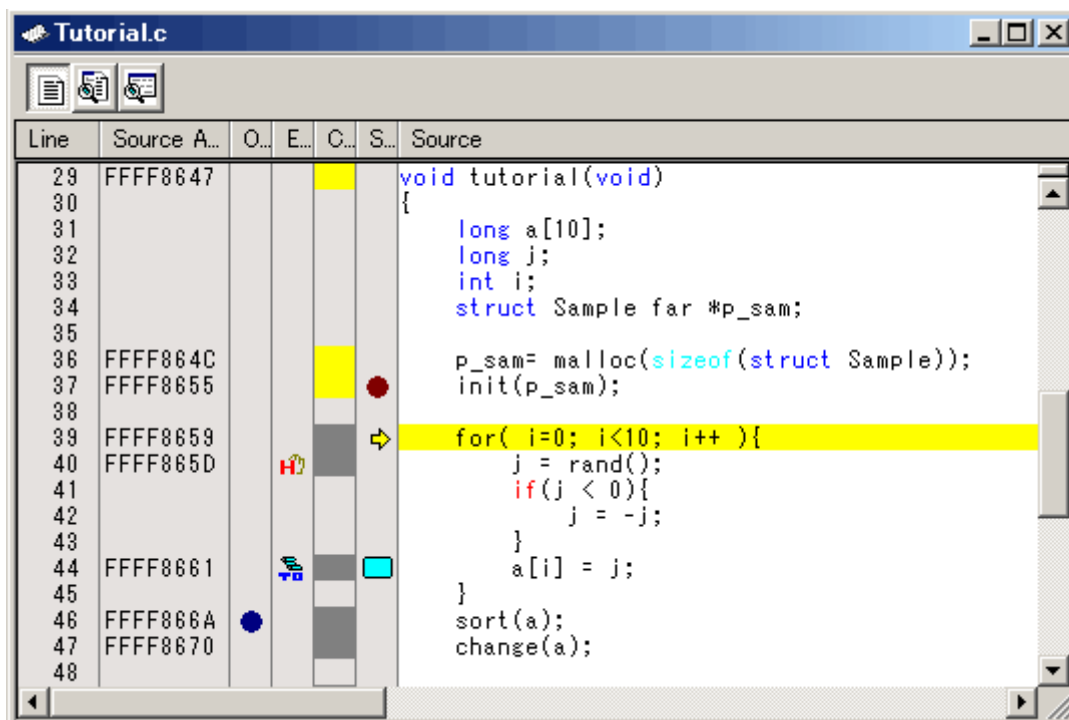 Tutorial.c
Line Source A... O... E... C... S... Source
29 FFFF8647 void tutorial(void)
30 {
31 long a[10];
32 long j;
33 int i;
34 struct Sample far *p_sam;
35
36 FFFF864C p_sam= malloc(sizeof(struct Sample));
37 FFFF8655 init(p_sam);
38
39 FFFF8659 for( i=0; i<10; i++ ){
40 FFFF865D H j = rand();
41 if(j < 0){
42 j = -j;
43 }
44 FFFF8661 TO a[i] = j;
45 }
46 FFFF866A sort(a);
47 FFFF8670 change(a);
48